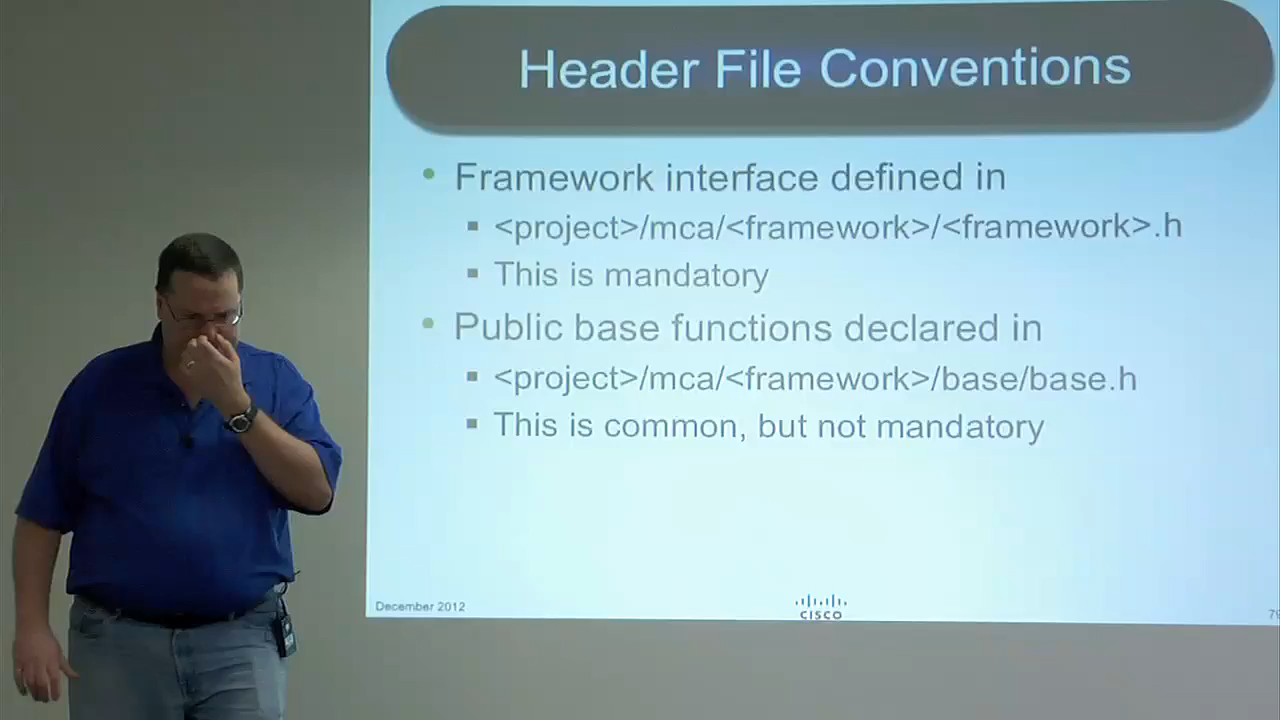 Header File Conventions
• Framework interface defined in
▪ <project>/mca/<framework>/<framework>.h
▪ This is mandatory
• Public base functions declared in
▪ <project>/mca/<framework>/base/base.h
▪ This is common, but not mandatory
December 2012
CISCO